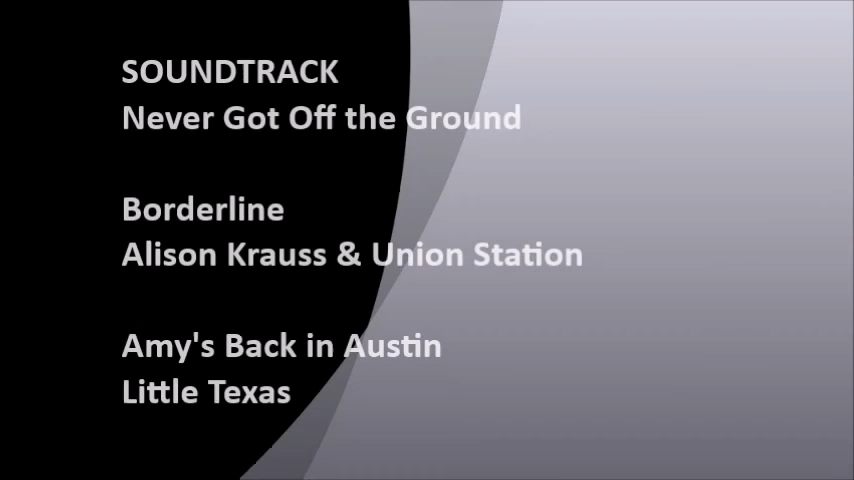 SOUNDTRACK
Never Got Off the Ground
Borderline
Alison Krauss & Union Station
Amy's Back in Austin
Little Texas